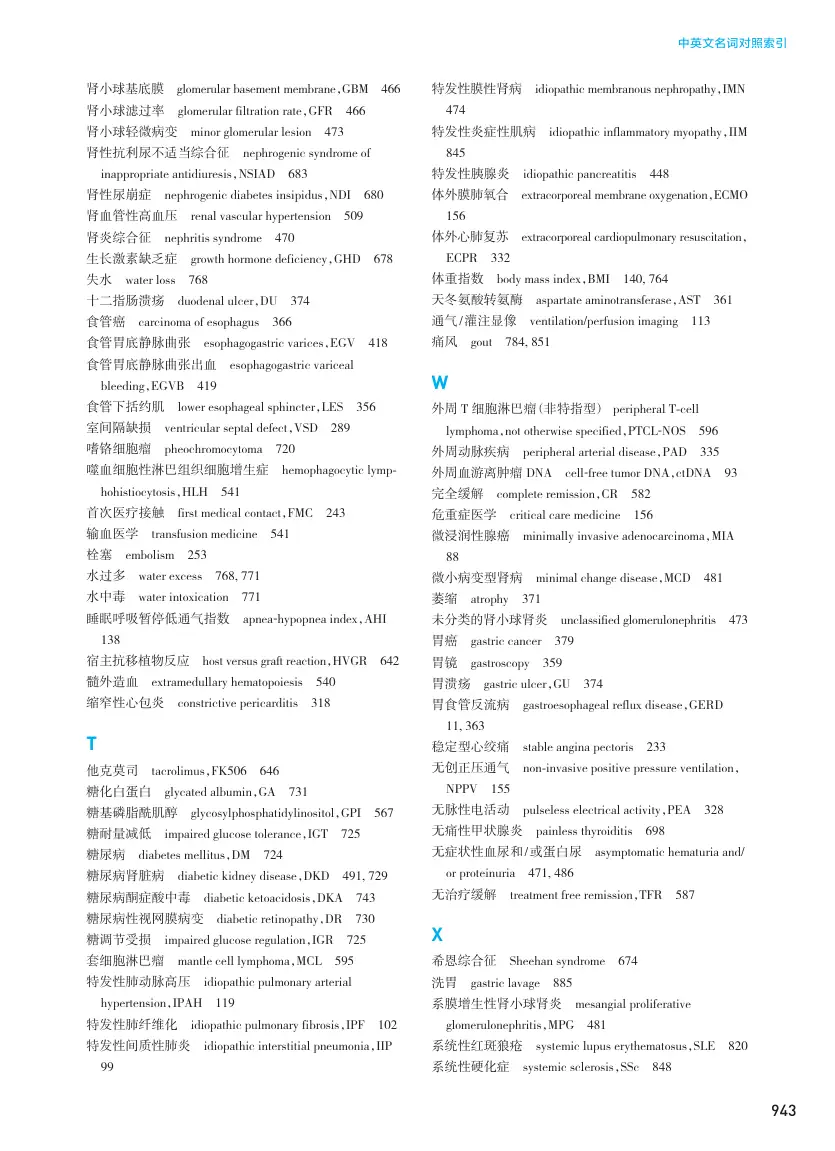 中英文名词对照索引
肾小球基底膜 glomerular basement membrane,GBM 466
肾小球滤过率 glomerular filtration rate,GFR 466
肾小球轻微病变 minor glomerular lesion 473
肾性抗利尿不适当综合征 nephrogenic syndrome of
inappropriate antidiuresis,NSIAD 683
肾性尿崩症 nephrogenic diabetes insipidus,NDI 680
肾血管性高血压 renal vascular hypertension 509
肾炎综合征 nephritis syndrome 470
生长激素缺乏症 growth hormone deficiency,GHD 678
失水 water loss 768
十二指肠溃疡 duodenal ulcer,DU 374
食管癌 carcinoma of esophagus 366
食管胃底静脉曲张 esophagogastric varices,EGV 418
食管胃底静脉曲张出血 esophagogastric variceal
bleeding,EGVB 419
食管下括约肌 lower esophageal sphincter,LES 356
室间隔缺损 ventricular septal defect,VSD 289
嗜铬细胞瘤 pheochromocytoma 720
噬血细胞性淋巴组织细胞增生症 hemophagocytic lymp-
hohistiocytosis,HLH 541
首次医疗接触 first medical contact,FMC 243
输血医学 transfusion medicine 541
栓塞 embolism 253
水过多 water excess 768,771
水中毒 water intoxication 771
睡眠呼吸暂停低通气指数 apnea-hypopnea index,AHI
138
宿主抗移植物反应 host versus graft reaction,HVGR 642
髓外造血 extramedullary hematopoiesis 540
缩窄性心包炎 constrictive pericarditis 318
T
他克莫司 tacrolimus,FK506 646
糖化白蛋白 glycated albumin,GA 731
糖基磷脂酰肌醇 glycosylphosphatidylinositol,GPI 567
糖耐量减低 impaired glucose tolerance,IGT 725
糖尿病 diabetes mellitus,DM 724
糖尿病肾脏病 diabetic kidney disease,DKD 491,729
糖尿病酮症酸中毒 diabetic ketoacidosis,DKA 743
糖尿病性视网膜病变 diabetic retinopathy,DR 730
糖调节受损 impaired glucose regulation,IGR 725
套细胞淋巴瘤 mantle cell lymphoma,MCL 595
特发性肺动脉高压 idiopathic pulmonary arterial
hypertension,IPAH 119
特发性肺纤维化 idiopathic pulmonary fibrosis,IPF 102
特发性间质性肺炎 idiopathic interstitial pneumonia,IIP
99
特发性膜性肾病 idiopathic membranous nephropathy,IMN
474
特发性炎症性肌病 idiopathic inflammatory myopathy,IIM
845
特发性胰腺炎 idiopathic pancreatitis 448
体外膜肺氧合 extracorporeal membrane oxygenation,ECMO
156
体外心肺复苏 extracorporeal cardiopulmonary resuscitation,
ECPR 332
体重指数 body mass index,BMI 140,764
天冬氨酸转氨酶 aspartate aminotransferase,AST 361
通气/灌注显像 ventilation/perfusion imaging 113
痛风 gout 784,851
W
外周 T 细胞淋巴瘤(非特指型) peripheral T-cell
lymphoma,not otherwise specified,PTCL-NOS 596
外周动脉疾病 peripheral arterial disease,PAD 335
外周血游离肿瘤 DNA cell-free tumor DNA,ctDNA 93
完全缓解 complete remission,CR 582
危重症医学 critical care medicine 156
微浸润性腺癌 minimally invasive adenocarcinoma,MIA
88
微小病变型肾病 minimal change disease,MCD 481
萎缩 atrophy 371
未分类的肾小球肾炎 unclassified glomerulonephritis 473
胃癌 gastric cancer 379
胃镜 gastroscopy 359
胃溃疡 gastric ulcer,GU 374
胃食管反流病 gastroesophageal reflux disease,GERD
11,363
稳定型心绞痛 stable angina pectoris 233
无创正压通气 non-invasive positive pressure ventilation,
NPPV 155
无脉性电活动 pulseless electrical activity,PEA 328
无痛性甲状腺炎 painless thyroiditis 698
无症状性血尿和/或蛋白尿 asymptomatic hematuria and/
or proteinuria 471,486
无治疗缓解 treatment free remission,TFR 587
X
希恩综合征 Sheehan syndrome 674
洗胃 gastric lavage 885
系膜增生性肾小球肾炎 mesangial proliferative
glomerulonephritis,MPG 481
系统性红斑狼疮 systemic lupus erythematosus,SLE 820
系统性硬化症 systemic sclerosis,SSc 848
943